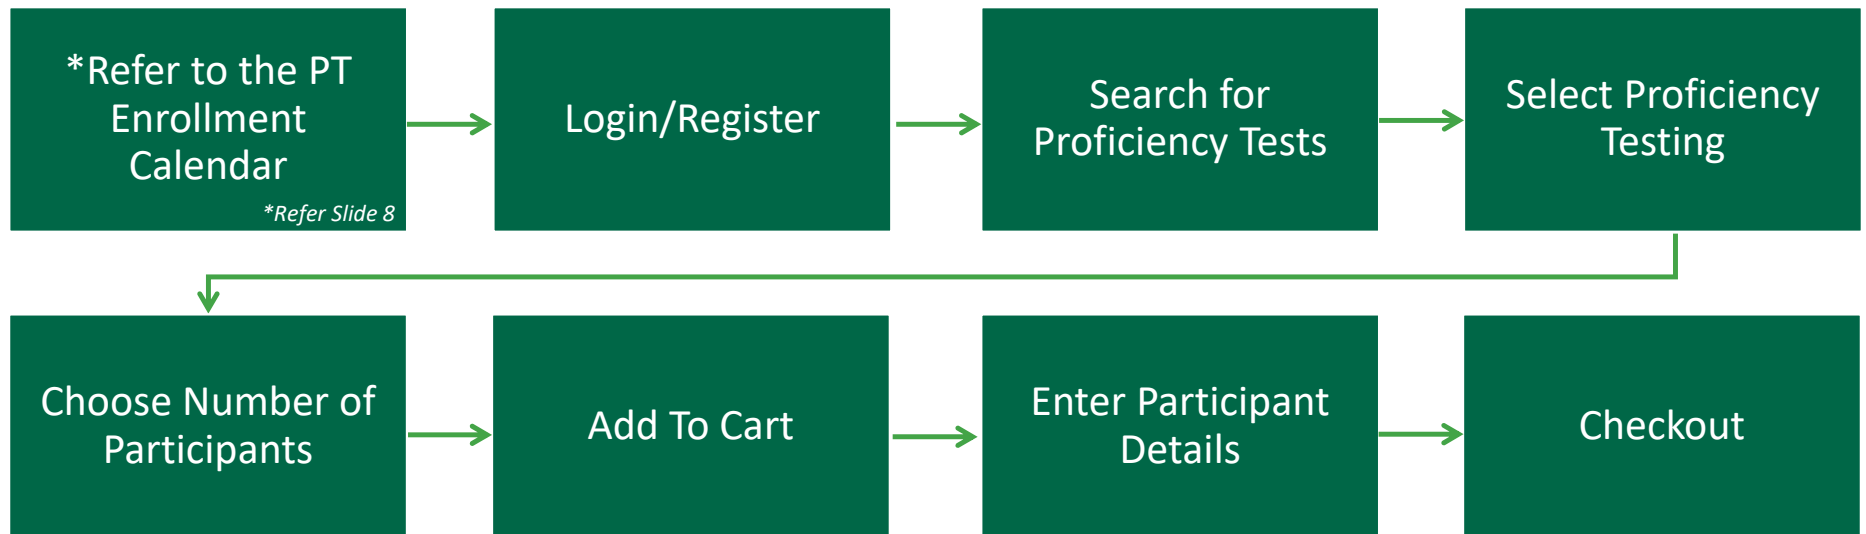 *Refer to the PT
Enrollment
Calendar
*Refer Slide 8
Login/Register
Search for
Proficiency Tests
Select Proficiency
Testing
Choose Number of
Participants
Add To Cart
Enter Participant
Details
Checkout